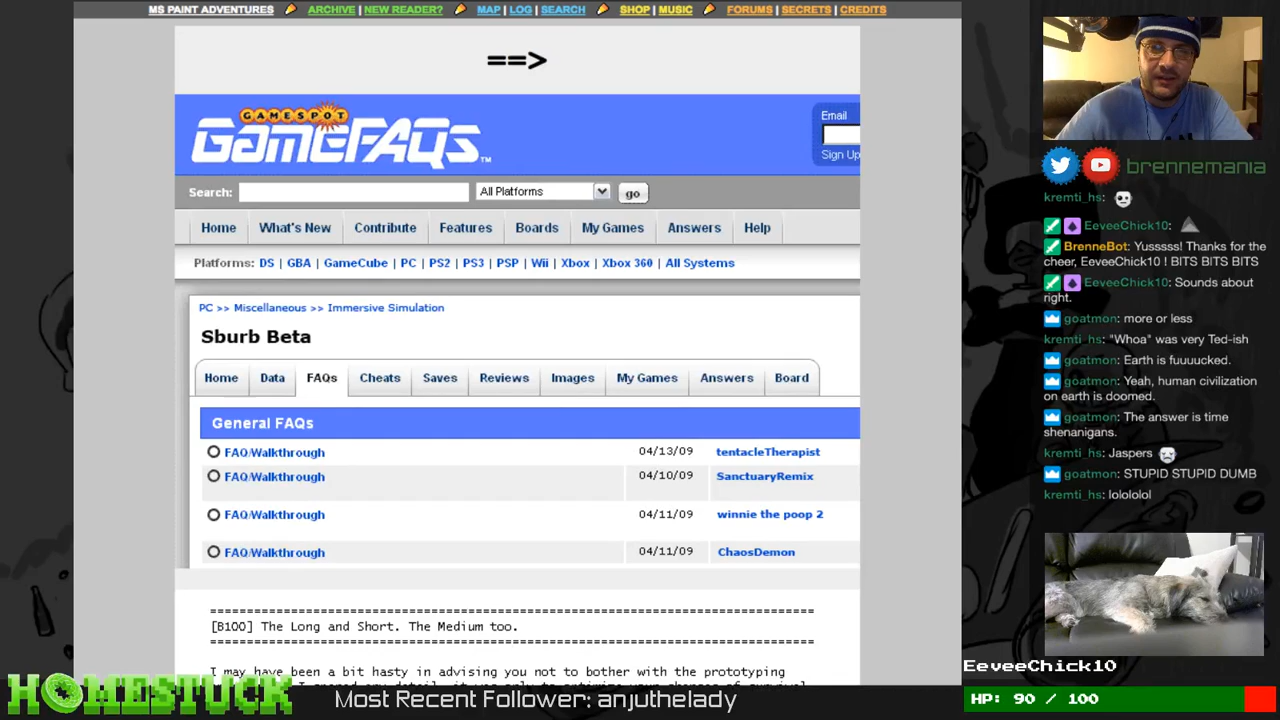 MS PAINT ADVENTURES ARCHIVE | NEW READER? MAP | LOG | SEARCH SHOP | MUSIC FORUMS | SECRETS | CREDITS
==>
GAMESPOT
GameFAQs™
Email
Sign Up
Search: All Platforms go
Home What's New Contribute Features Boards My Games Answers Help
Platforms: DS | GBA | GameCube | PC | PS2 | PS3 | PSP | Wii | Xbox | Xbox 360 | All Systems
PC >> Miscellaneous >> Immersive Simulation
Sburb Beta
Home Data FAQs Cheats Saves Reviews Images My Games Answers Board
General FAQs
FAQ/Walkthrough 04/13/09 tentacleTherapist
FAQ/Walkthrough 04/10/09 SanctuaryRemix
FAQ/Walkthrough 04/11/09 winnie the poop 2
FAQ/Walkthrough 04/11/09 ChaosDemon
==================================================================================
[B100] The Long and Short. The Medium too.
==================================================================================
I may have been a bit hasty in advising you not to bother with the prototyping
brennemania
kremti_hs:
EeveeChick10:
BrenneBot: Yusssss! Thanks for the
cheer, EeveeChick10 ! BITS BITS BITS
EeveeChick10: Sounds about
right.
goatmon: more or less
kremti_hs: "Whoa" was very Ted-ish
goatmon: Earth is fuuucked.
goatmon: Yeah, human civilization
on earth is doomed.
goatmon: The answer is time
shenanigans.
kremti_hs: Jaspers
goatmon: STUPID STUPID DUMB
kremti_hs: lolololol
EeveeChick10
HP: 90 / 100
HOMESTUCK
Most Recent Follower: anjuthelady